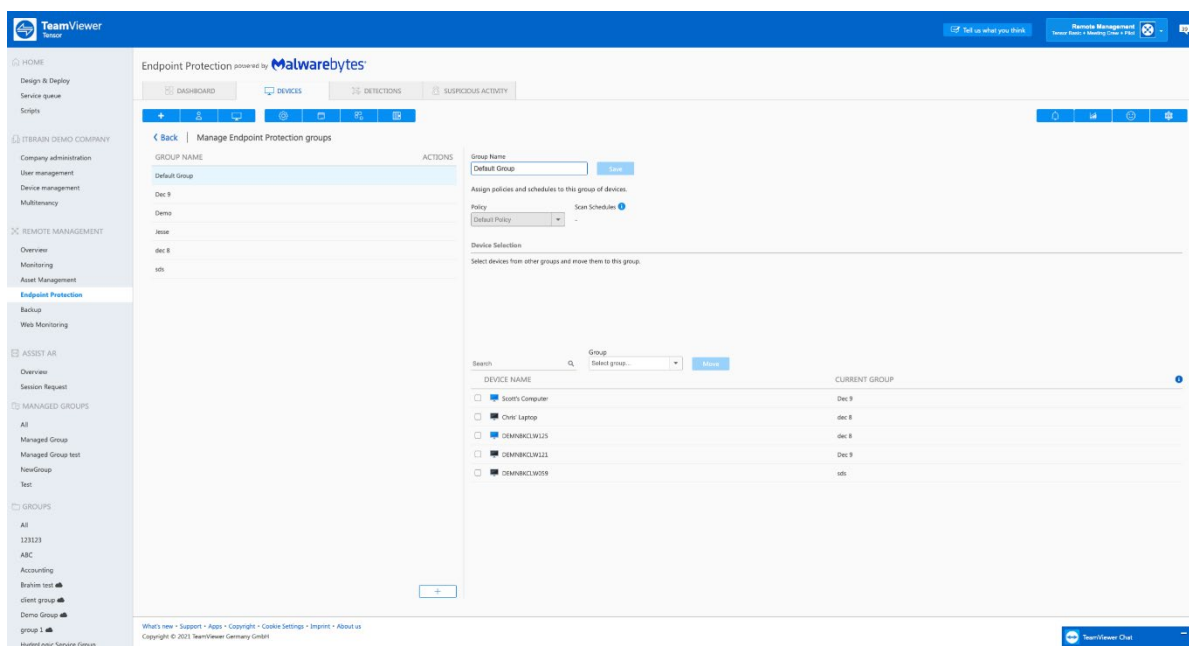 TeamViewer
Tensor
Tell us what you think
Remote Management
Tensor Basic • Meeting Crew • Pilot
HOME
Design & Deploy
Service queue
Scripts
ITBRAIN DEMO COMPANY
Company administration
User management
Device management
Multitenancy
REMOTE MANAGEMENT
Overview
Monitoring
Asset Management
Endpoint Protection
Backup
Web Monitoring
ASSIST AR
Overview
Session Request
MANAGED GROUPS
All
Managed Group
Managed Group test
NewGroup
Test
GROUPS
All
123123
ABC
Accounting
Brahim test
client group
Demo Group
group 1
Endpoint Protection powered by Malwarebytes
DASHBOARD DEVICES DETECTIONS SUSPICIOUS ACTIVITY
Back | Manage Endpoint Protection groups
GROUP NAME ACTIONS
Default Group
Dec 9
Demo
Jesse
dec 8
sds
Group Name
Default Group Save
Assign policies and schedules to this group of devices.
Policy Scan Schedules
Default Policy -
Device Selection
Select devices from other groups and move them to this group.
Group
Search Select group... Move
DEVICE NAME CURRENT GROUP
Scott's Computer Dec 9
Chris' Laptop dec 8
DEMNBKCLW125 dec 8
DEMNBKCLW121 Dec 9
DEMNBKCLW059 sds
What's new • Support • Apps • Copyright • Cookie Settings • Imprint • About us
Copyright © 2021 TeamViewer Germany GmbH
TeamViewer Chat